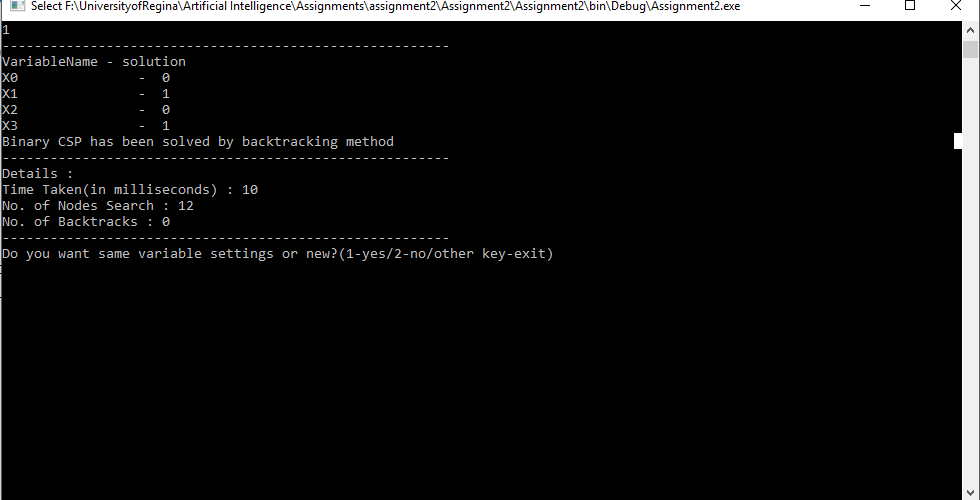 Select F:\UniversityofRegina\Artificial Intelligence\Assignments\assignment2\Assignment2\Assignment2\bin\Debug\Assignment2.exe
1
--------------------------------------------------------
VariableName - solution
X0               -  0
X1               -  1
X2               -  0
X3               -  1
Binary CSP has been solved by backtracking method
--------------------------------------------------------
Details :
Time Taken(in milliseconds) : 10
No. of Nodes Search : 12
No. of Backtracks : 0
--------------------------------------------------------
Do you want same variable settings or new?(1-yes/2-no/other key-exit)